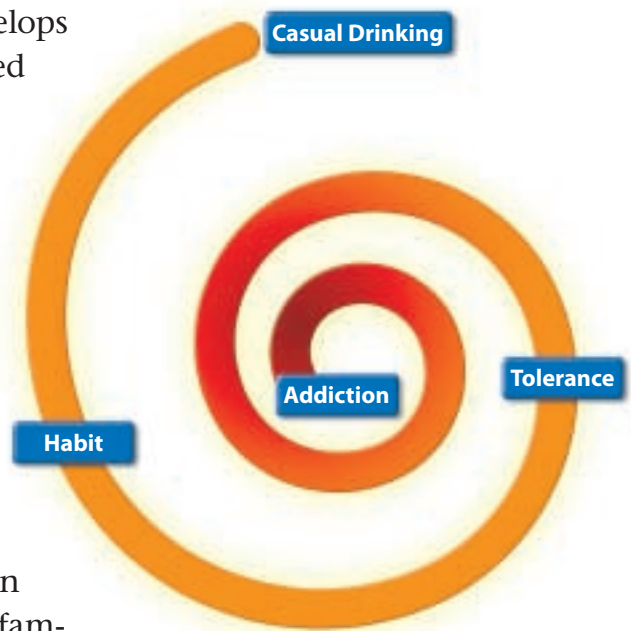 elops
ed
Casual Drinking
Tolerance
Addiction
Habit
n
fam-